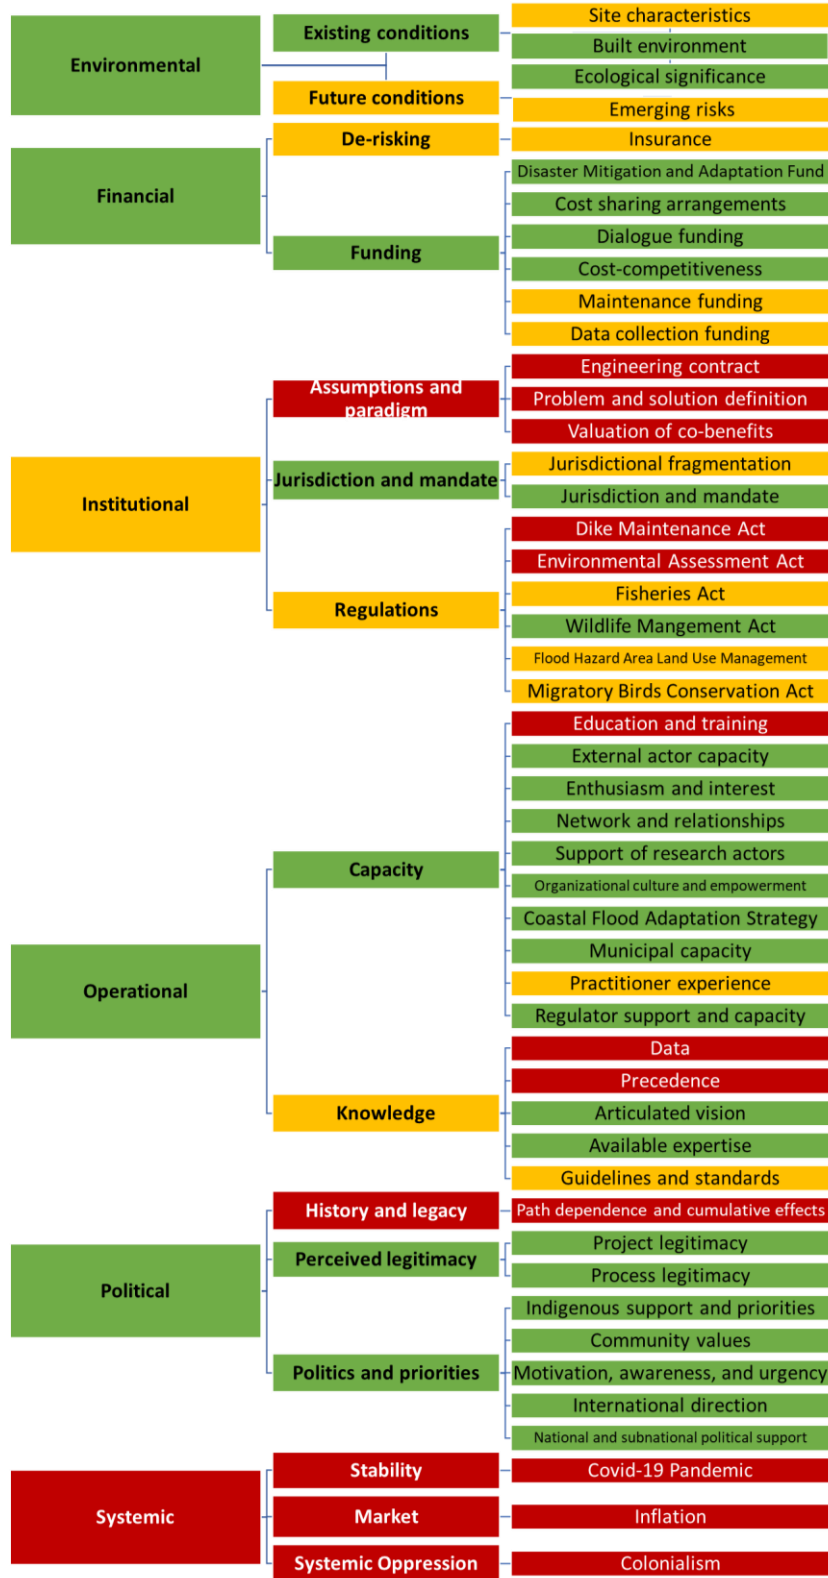 Environmental
Existing conditions
Site characteristics
Built environment
Ecological significance
Future conditions
Emerging risks
Financial
De-risking
Insurance
Funding
Disaster Mitigation and Adaptation Fund
Cost sharing arrangements
Dialogue funding
Cost-competitiveness
Maintenance funding
Data collection funding
Institutional
Assumptions and
paradigm
Engineering contract
Problem and solution definition
Valuation of co-benefits
Jurisdiction and mandate
Jurisdictional fragmentation
Jurisdiction and mandate
Regulations
Dike Maintenance Act
Environmental Assessment Act
Fisheries Act
Wildlife Mangement Act
Flood Hazard Area Land Use Management
Migratory Birds Conservation Act
Operational
Capacity
Education and training
External actor capacity
Enthusiasm and interest
Network and relationships
Support of research actors
Organizational culture and empowerment
Coastal Flood Adaptation Strategy
Municipal capacity
Practitioner experience
Regulator support and capacity
Knowledge
Data
Precedence
Articulated vision
Available expertise
Guidelines and standards
Political
History and legacy
Path dependence and cumulative effects
Perceived legitimacy
Project legitimacy
Process legitimacy
Politics and priorities
Indigenous support and priorities
Community values
Motivation, awareness, and urgency
International direction
National and subnational political support
Systemic
Stability
Covid-19 Pandemic
Market
Inflation
Systemic Oppression
Colonialism